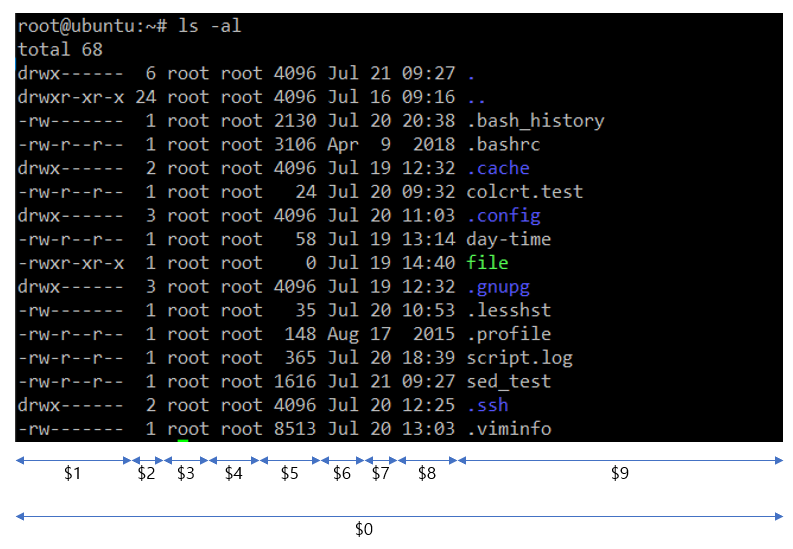 root@ubuntu:~# ls -al
total 68
drwx------  6 root root 4096 Jul 21 09:27 .
drwxr-xr-x 24 root root 4096 Jul 16 09:16 ..
-rw-------  1 root root 2130 Jul 20 20:38 .bash_history
-rw-r--r--  1 root root 3106 Apr  9  2018 .bashrc
drwx------  2 root root 4096 Jul 19 12:32 .cache
-rw-r--r--  1 root root   24 Jul 20 09:32 colcrt.test
drwx------  3 root root 4096 Jul 20 11:03 .config
-rw-r--r--  1 root root   58 Jul 19 13:14 day-time
-rwxr-xr-x  1 root root    0 Jul 19 14:40 file
drwx------  3 root root 4096 Jul 19 12:32 .gnupg
-rw-------  1 root root   35 Jul 20 10:53 .lesshst
-rw-r--r--  1 root root  148 Aug 17  2015 .profile
-rw-r--r--  1 root root  365 Jul 20 18:39 script.log
-rw-r--r--  1 root root 1616 Jul 21 09:27 sed_test
drwx------  2 root root 4096 Jul 20 12:25 .ssh
-rw-------  1 root root 8513 Jul 20 13:03 .viminfo
$1 $2 $3 $4 $5 $6 $7 $8 $9
$0